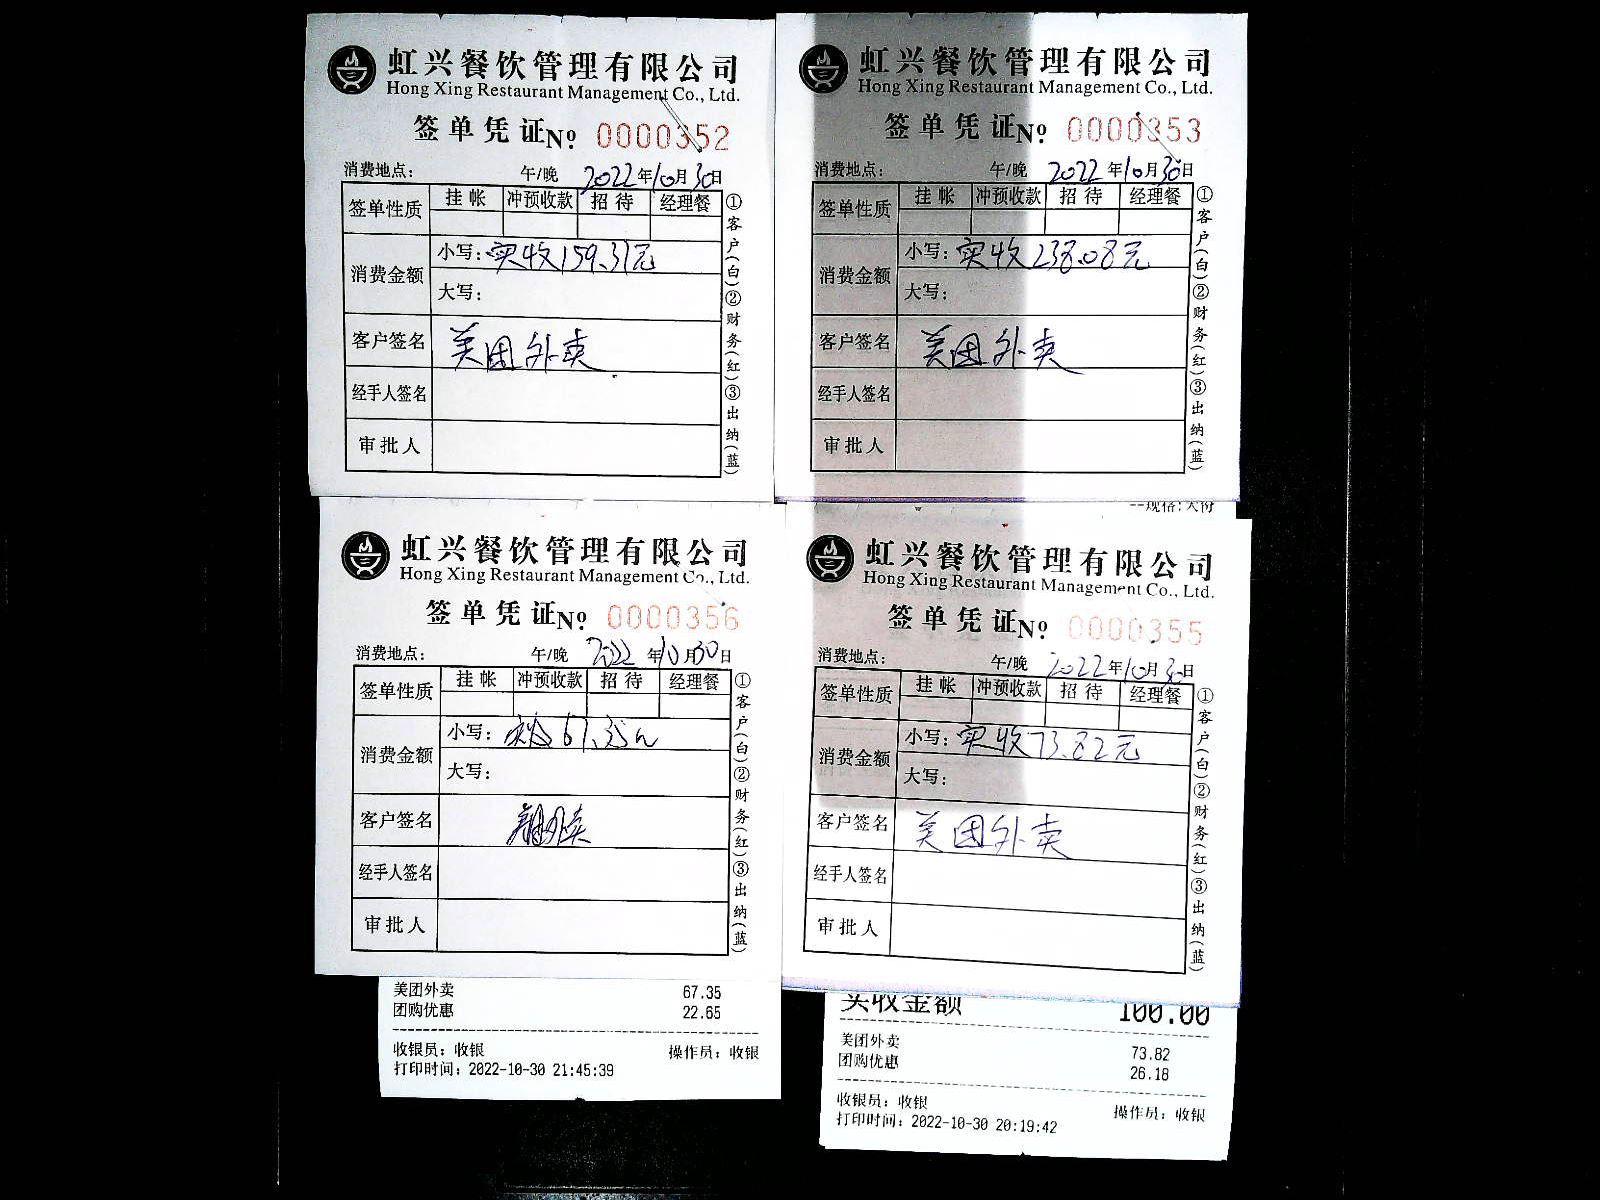 虹兴餐饮管理有限公司
Hong Xing Restaurant Management Co., Ltd.
签单凭证№ 0000352
消费地点: 午/晚 2022年10月30日
签单性质 挂帐 冲预收款 招待 经理餐
消费金额 小写:实收159.31元
大写:
客户签名 美团外卖
经手人签名
审批人
①客户(白)②财务(红)③出纳(蓝)
虹兴餐饮管理有限公司
Hong Xing Restaurant Management Co., Ltd.
签单凭证№ 0000353
消费地点: 午/晚 2022年10月30日
签单性质 挂帐 冲预收款 招待 经理餐
消费金额 小写:实收238.08元
大写:
客户签名 美团外卖
经手人签名
审批人
①客户(白)②财务(红)③出纳(蓝)
--规格:大份
虹兴餐饮管理有限公司
Hong Xing Restaurant Management Co., Ltd.
签单凭证№ 0000356
消费地点: 午/晚 2022年10月30日
签单性质 挂帐 冲预收款 招待 经理餐
消费金额 小写:实收67.35元
大写:
客户签名 美团外卖
经手人签名
审批人
①客户(白)②财务(红)③出纳(蓝)
美团外卖 67.35
团购优惠 22.65
收银员:收银 操作员:收银
打印时间:2022-10-30 21:45:39
虹兴餐饮管理有限公司
Hong Xing Restaurant Management Co., Ltd.
签单凭证№ 0000355
消费地点: 午/晚 2022年10月30日
签单性质 挂帐 冲预收款 招待 经理餐
消费金额 小写:实收73.82元
大写:
客户签名 美团外卖
经手人签名
审批人
①客户(白)②财务(红)③出纳(蓝)
实收金额 100.00
美团外卖 73.82
团购优惠 26.18
收银员:收银 操作员:收银
打印时间:2022-10-30 20:19:42